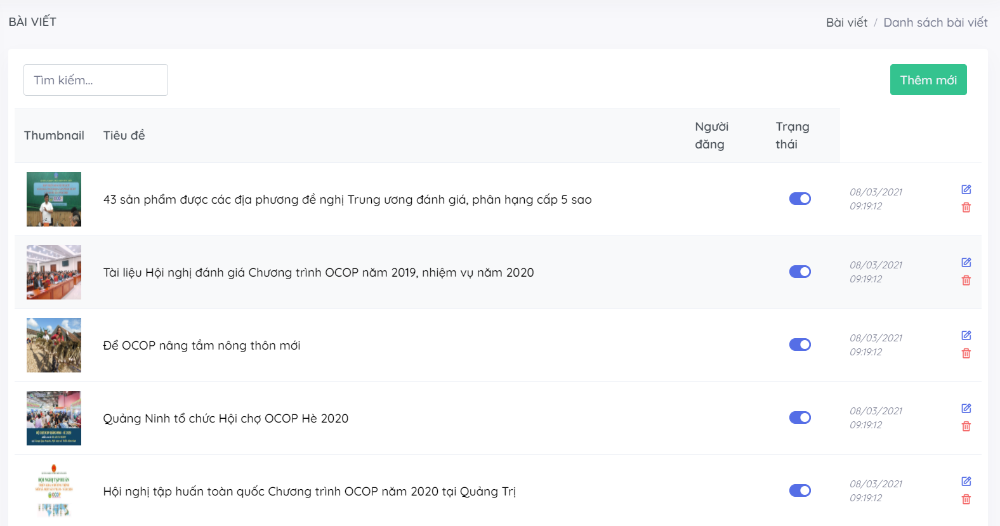 BÀI VIẾT
Bài viết / Danh sách bài viết
Tìm kiếm...
Thêm mới
Thumbnail
Tiêu đề
Người
đăng
Trạng
thái
43 sản phẩm được các địa phương đề nghị Trung ương đánh giá, phân hạng cấp 5 sao
08/03/2021
09:19:12
Tài liệu Hội nghị đánh giá Chương trình OCOP năm 2019, nhiệm vụ năm 2020
08/03/2021
09:19:12
Để OCOP nâng tầm nông thôn mới
08/03/2021
09:19:12
Quảng Ninh tổ chức Hội chợ OCOP Hè 2020
08/03/2021
09:19:12
HỘI NGHỊ TẬP HUẤN
Hội nghị tập huấn toàn quốc Chương trình OCOP năm 2020 tại Quảng Trị
08/03/2021
09:19:12